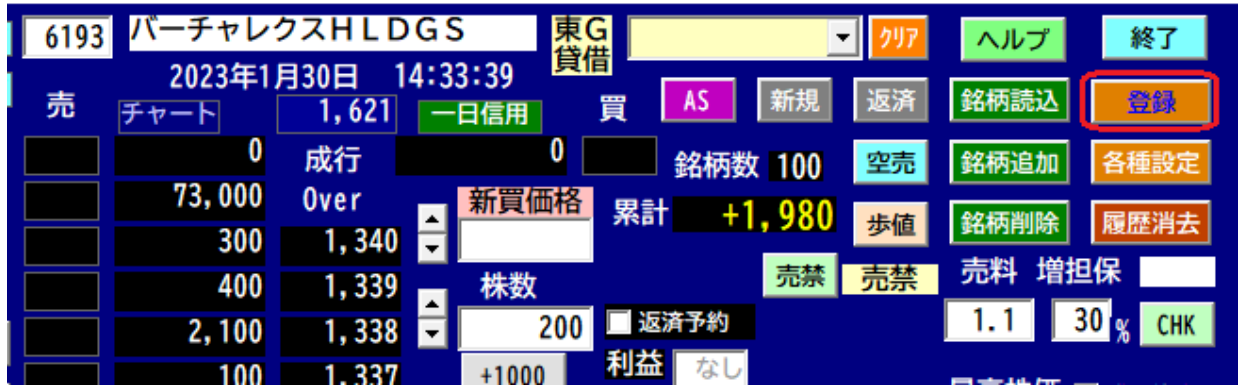 6193 バーチャレクスＨＬＤＧＳ 東Ｇ クリア ヘルプ 終了
貸借
2023年1月30日 14:33:39
売 チャート 1,621 一日信用 買 AS 新規 返済 銘柄読込 登録
0 成行 0 銘柄数 100 空売 銘柄追加 各種設定
73,000 Over 新買価格 累計 +1,980 歩値 銘柄削除 履歴消去
300 1,340
400 1,339 株数 売禁 売禁 売料 増担保
2,100 1,338 200 返済予約 1.1 30 % CHK
100 1,337 +1000 利益 なし